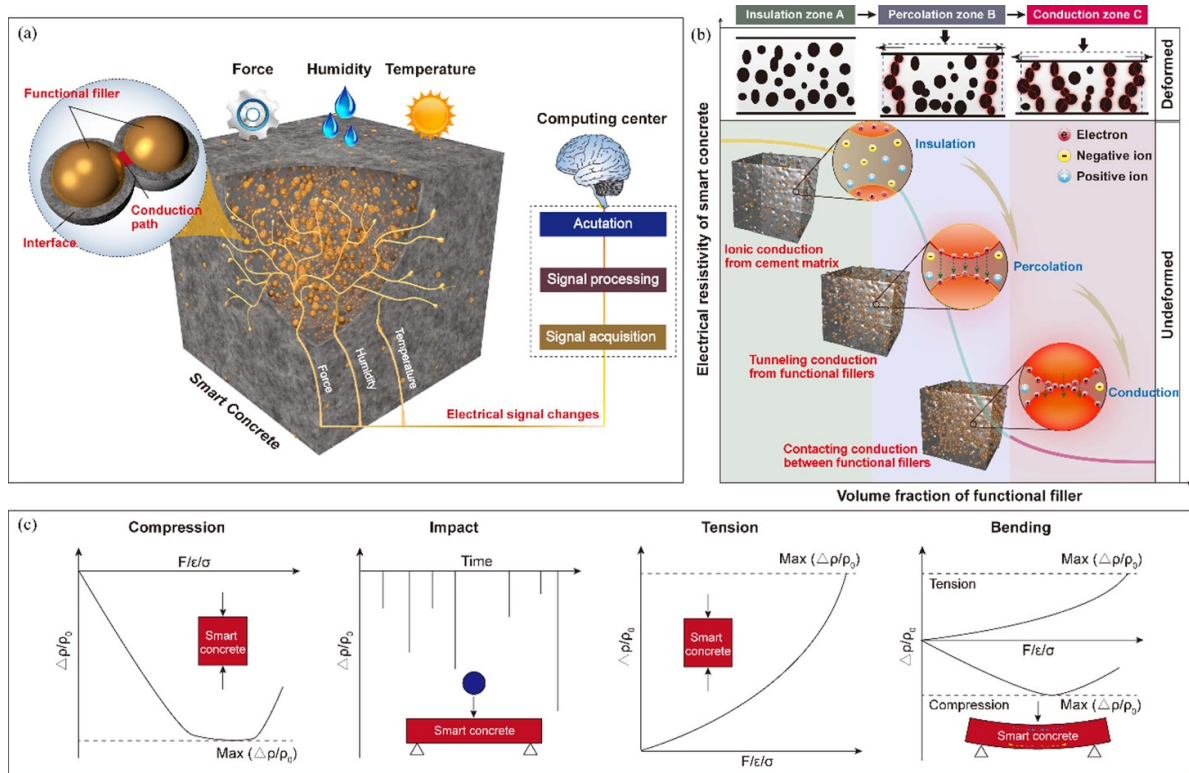 (a)
Force
Humidity
Temperature
Functional filler
Conduction
path
Interface
Computing center
Acutation
Signal processing
Signal acquisition
Force
Humidity
Temperature
Electrical signal changes
Smart Concrete
(b)
Insulation zone A
Percolation zone B
Conduction zone C
Deformed
Undeformed
Electrical resistivity of smart concrete
Insulation
e Electron
- Negative ion
+ Positive ion
Ionic conduction
from cement matrix
Percolation
Tunneling conduction
from functional fillers
Conduction
Contacting conduction
between functional fillers
Volume fraction of functional filler
(c)
Compression
F/ε/σ
△ρ/ρ₀
Smart
concrete
Max (△ρ/ρ₀)
Impact
Time
△ρ/ρ₀
Smart concrete
Tension
Max (△ρ/ρ₀)
△ρ/ρ₀
Smart
concrete
F/ε/σ
Bending
Max (△ρ/ρ₀)
Tension
△ρ/ρ₀
F/ε/σ
Compression
Max (△ρ/ρ₀)
Smart concrete